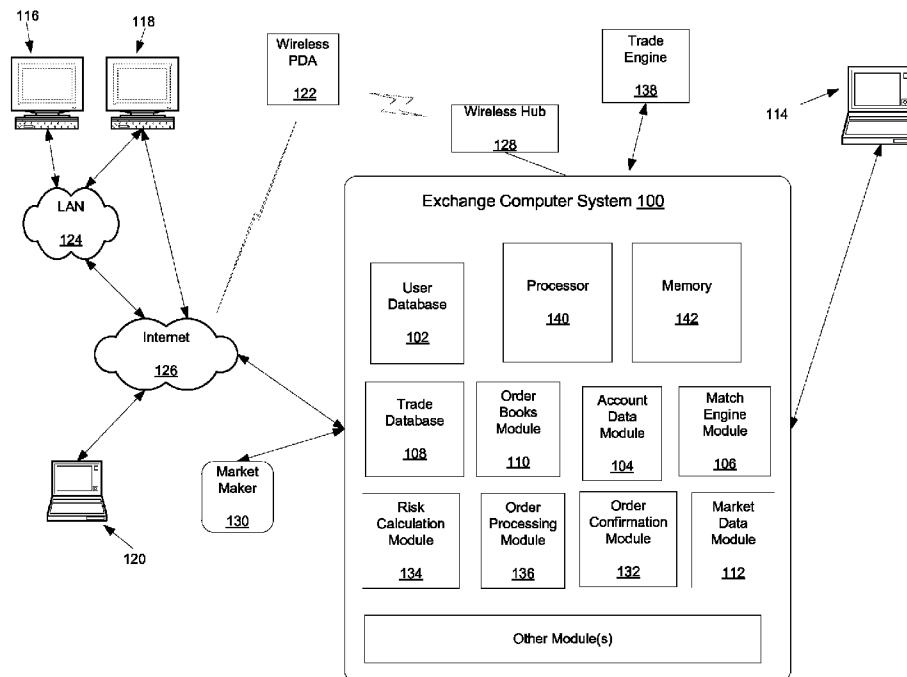 116
118
Wireless
PDA
122
Trade
Engine
138
114
Wireless Hub
128
LAN
124
Exchange Computer System 100
User
Database
102
Processor
140
Memory
142
Internet
126
Trade
Database
108
Order
Books
Module
110
Account
Data
Module
104
Match
Engine
Module
106
Market
Maker
130
120
Risk
Calculation
Module
134
Order
Processing
Module
136
Order
Confirmation
Module
132
Market
Data
Module
112
Other Module(s)